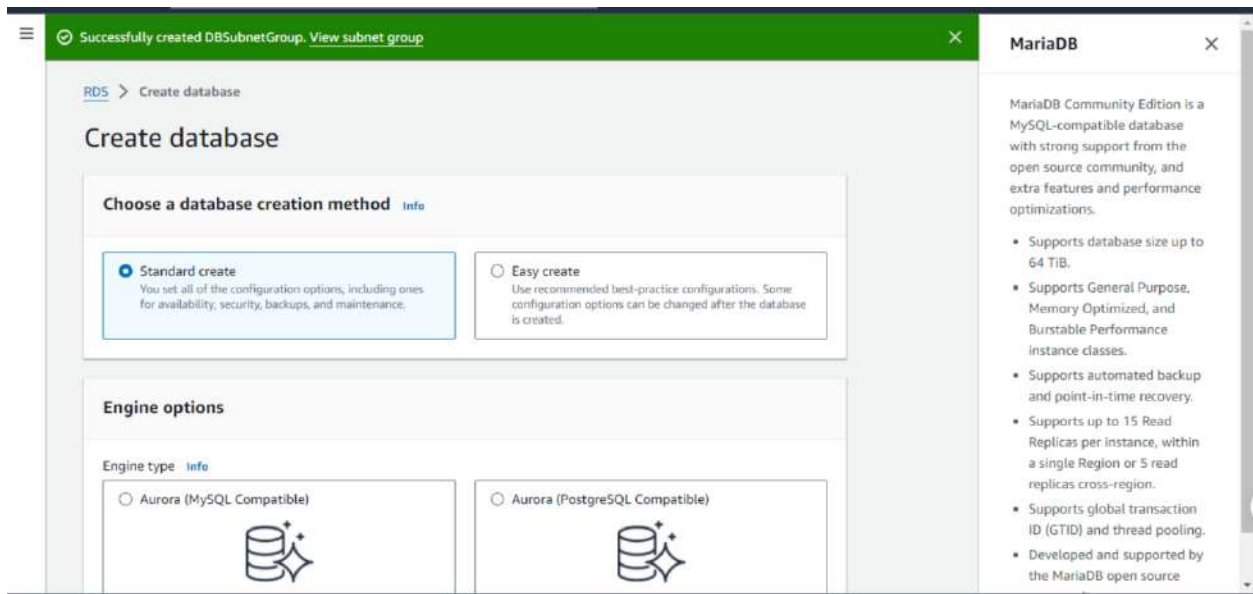 Successfully created DBSubnetGroup. View subnet group
RDS > Create database
Create database
Choose a database creation method Info
Standard create
You set all of the configuration options, including ones
for availability, security, backups, and maintenance.
Easy create
Use recommended best-practice configurations. Some
configuration options can be changed after the database
is created.
Engine options
Engine type Info
Aurora (MySQL Compatible)
Aurora (PostgreSQL Compatible)
MariaDB
MariaDB Community Edition is a
MySQL-compatible database
with strong support from the
open source community, and
extra features and performance
optimizations.
• Supports database size up to
64 TiB.
• Supports General Purpose,
Memory Optimized, and
Burstable Performance
instance classes.
• Supports automated backup
and point-in-time recovery.
• Supports up to 15 Read
Replicas per instance, within
a single Region or 5 read
replicas cross-region.
• Supports global transaction
ID (GTID) and thread pooling.
• Developed and supported by
the MariaDB open source